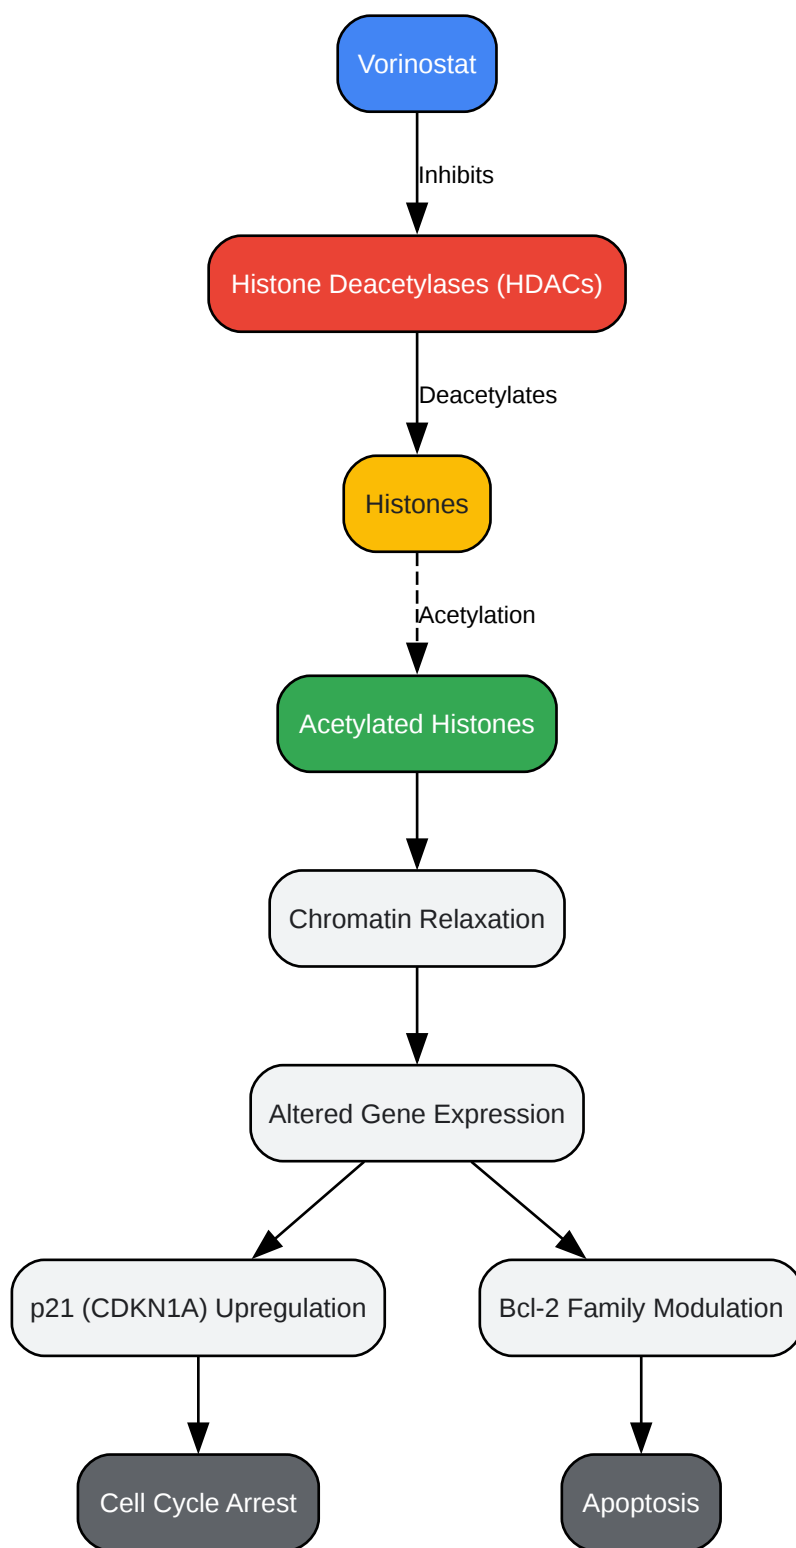 Vorinostat
Inhibits
Histone Deacetylases (HDACs)
Deacetylates
Histones
Acetylation
Acetylated Histones
Chromatin Relaxation
Altered Gene Expression
p21 (CDKN1A) Upregulation
Bcl-2 Family Modulation
Cell Cycle Arrest
Apoptosis